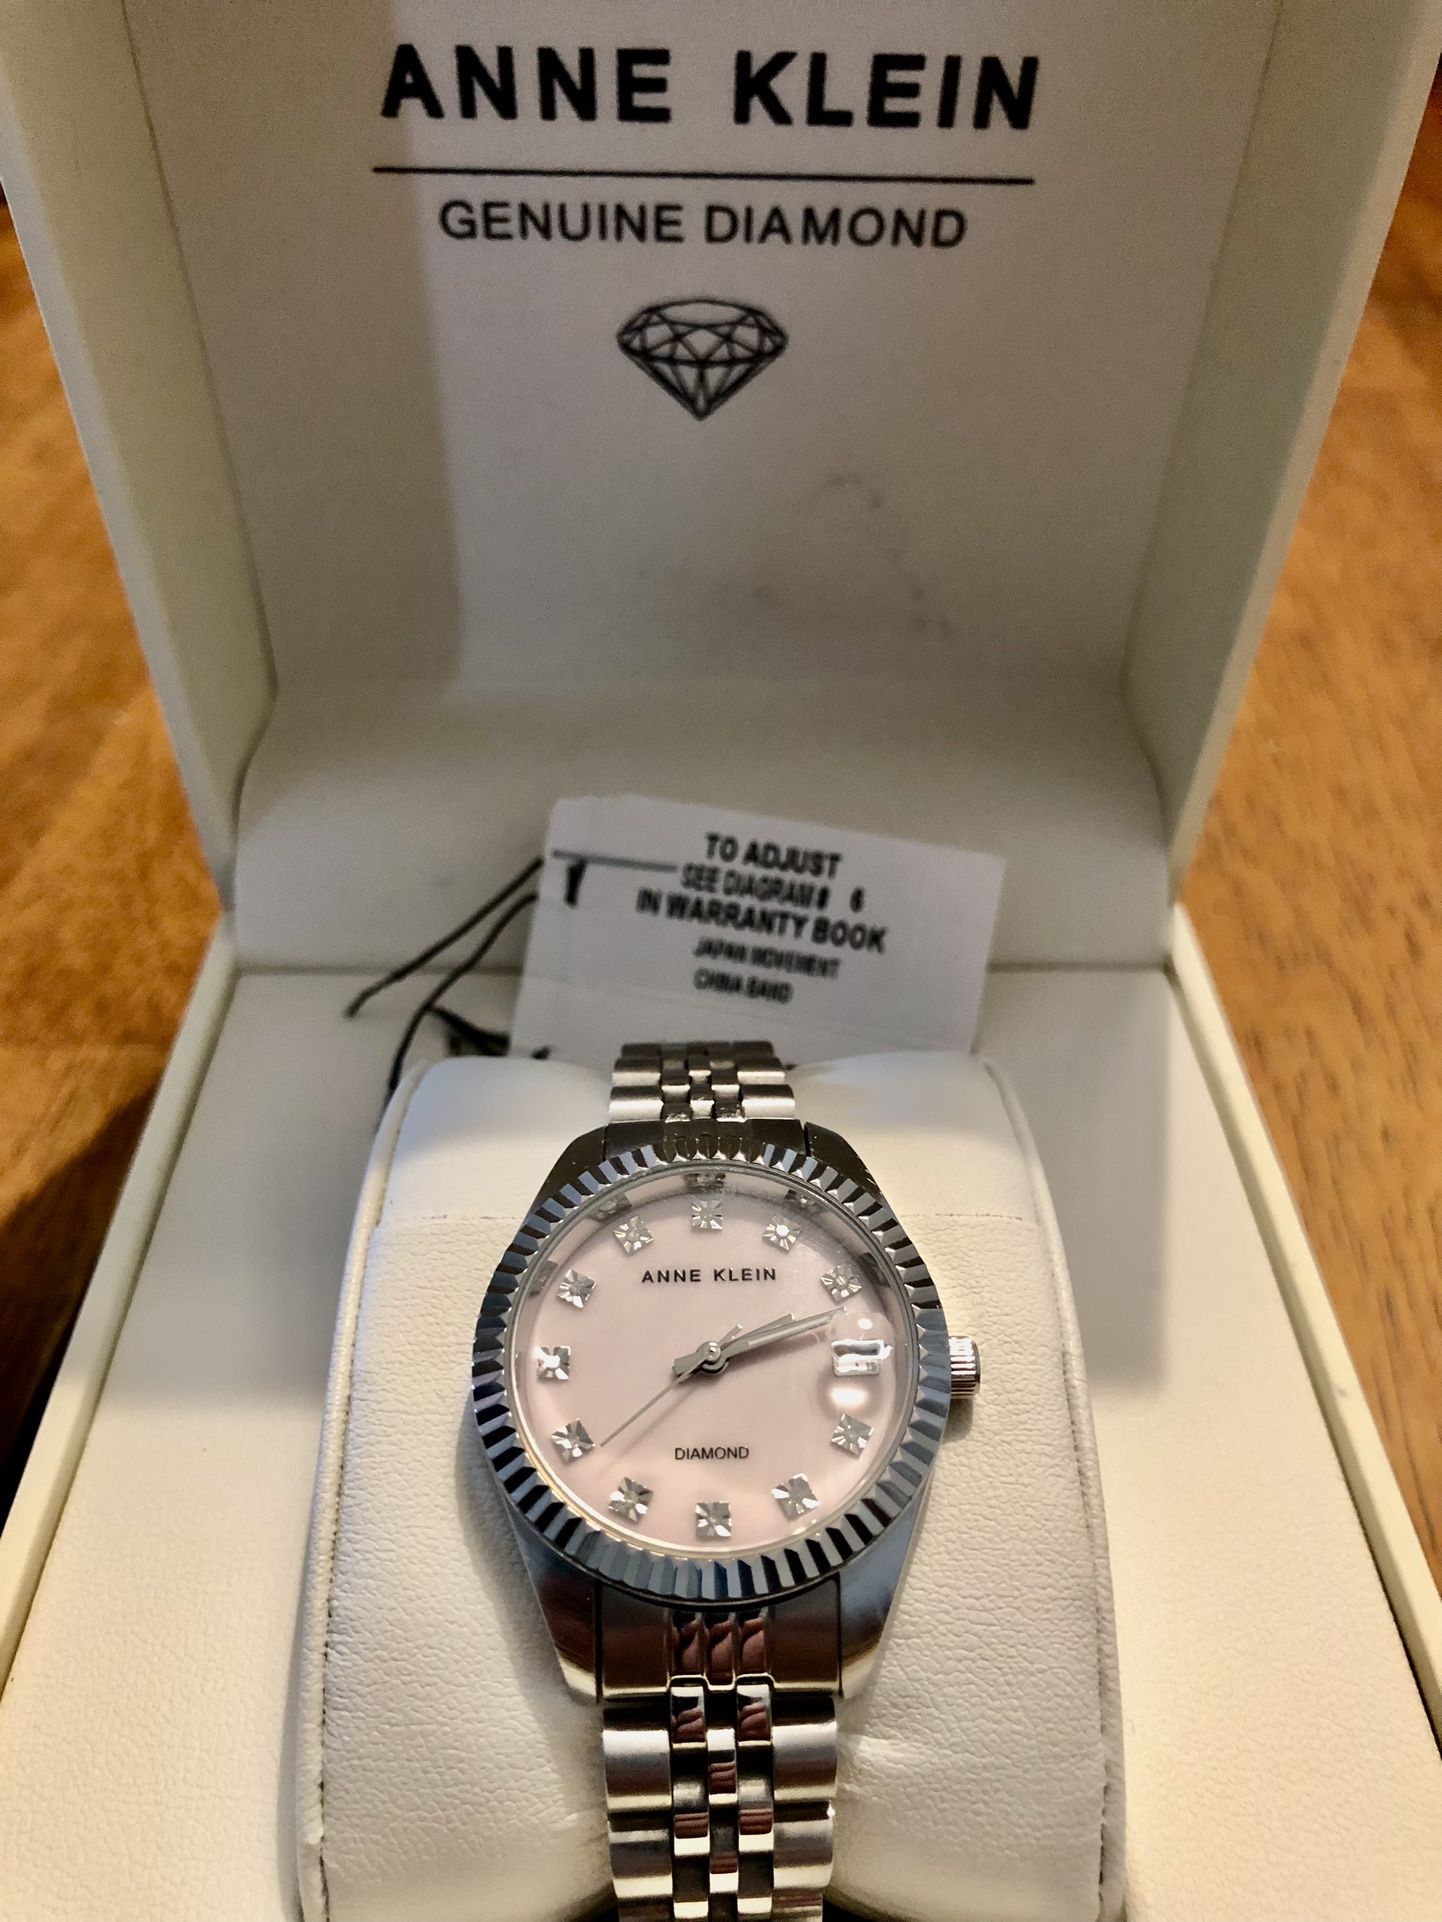 ANNE KLEIN
GENUINE DIAMOND
TO ADJUST
SEE DIAGRAM# 6
IN WARRANTY BOOK
JAPAN MOVEMENT
CHINA BAND
ANNE KLEIN
DIAMOND